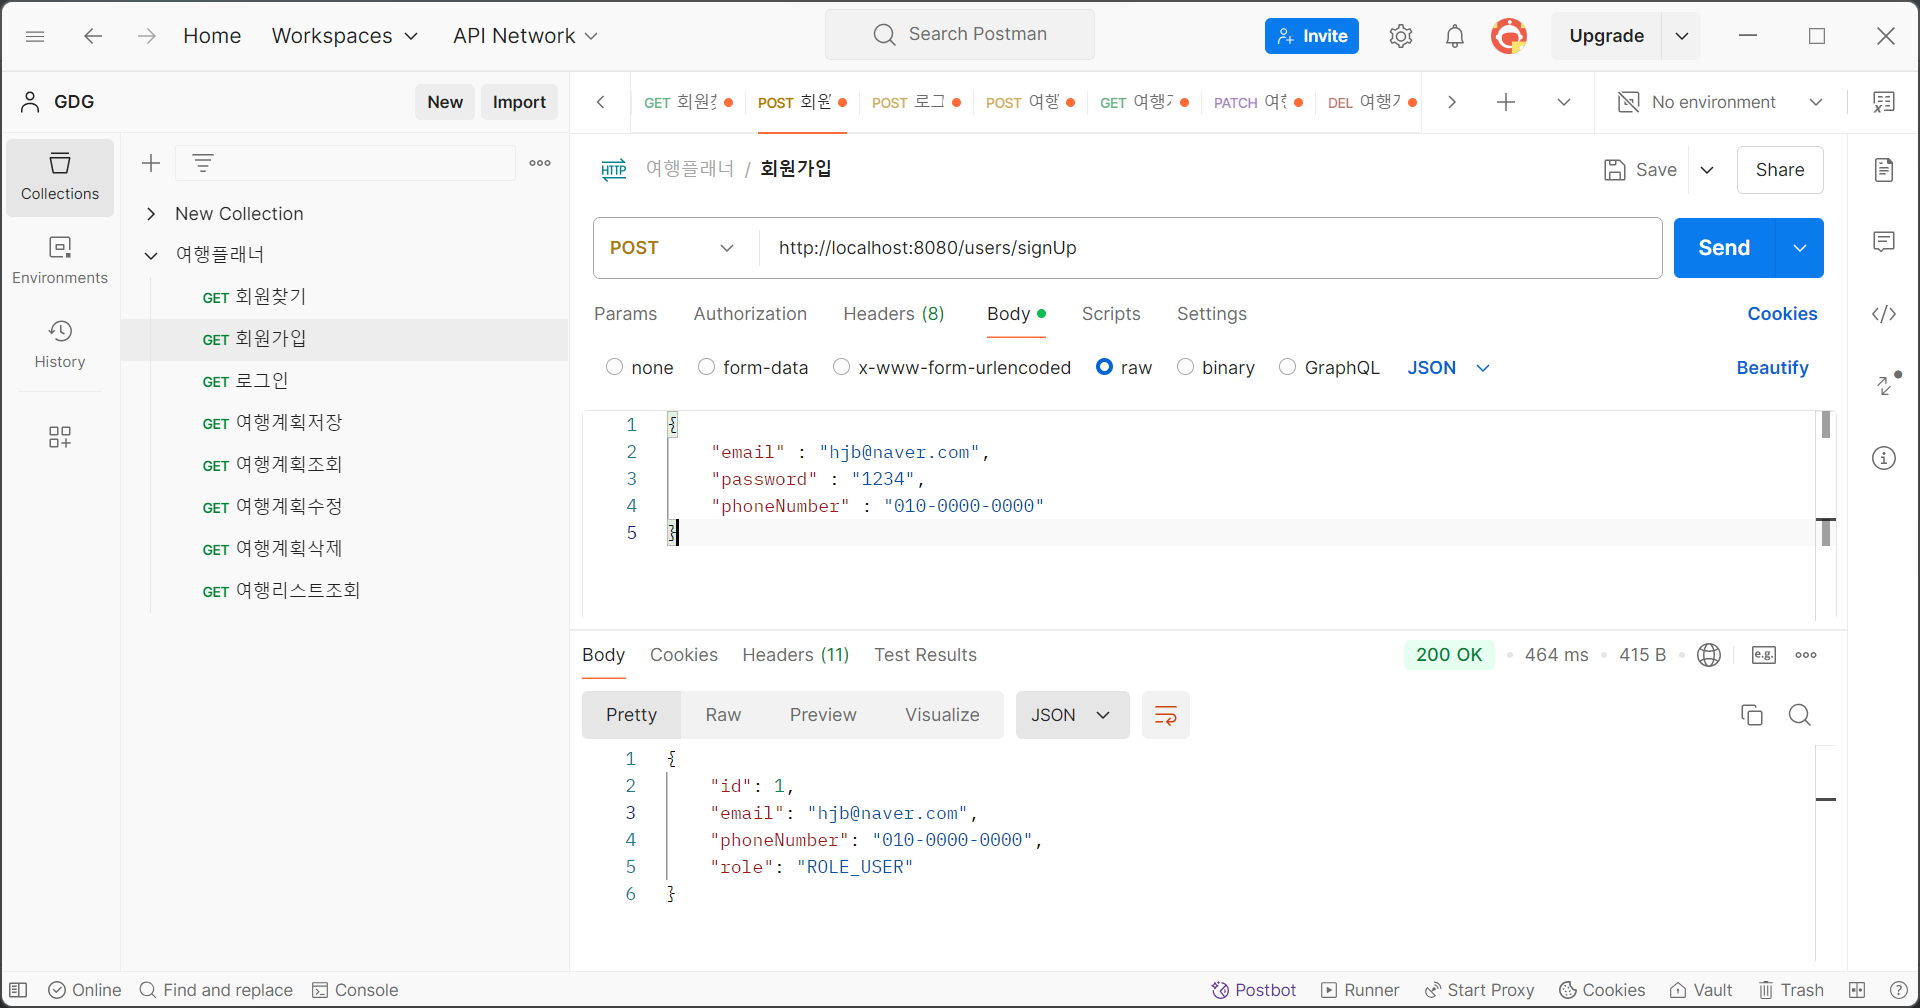 Home Workspaces API Network Search Postman Invite Upgrade
GDG New Import
GET 회원찾 POST 회원 POST 로그 POST 여행 GET 여행 PATCH 여 DEL 여행 No environment
Collections
Environments
History
New Collection
여행플래너
GET 회원찾기
GET 회원가입
GET 로그인
GET 여행계획저장
GET 여행계획조회
GET 여행계획수정
GET 여행계획삭제
GET 여행리스트조회
HTTP 여행플래너 / 회원가입 Save Share
POST http://localhost:8080/users/signUp Send
Params Authorization Headers (8) Body Scripts Settings Cookies
none form-data x-www-form-urlencoded raw binary GraphQL JSON Beautify
1 {
2 "email" : "hjb@naver.com",
3 "password" : "1234",
4 "phoneNumber" : "010-0000-0000"
5 }
Body Cookies Headers (11) Test Results 200 OK 464 ms 415 B e.g.
Pretty Raw Preview Visualize JSON
1 {
2 "id": 1,
3 "email": "hjb@naver.com",
4 "phoneNumber": "010-0000-0000",
5 "role": "ROLE_USER"
6 }
Online Find and replace Console Postbot Runner Start Proxy Cookies Vault Trash